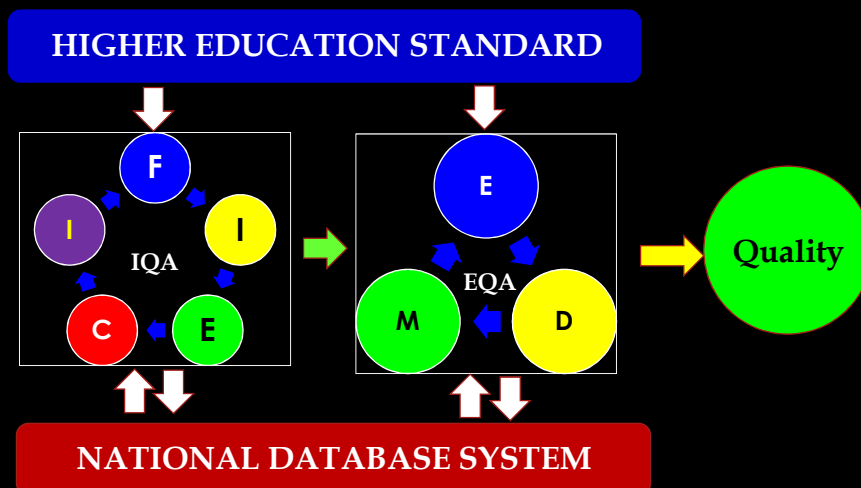 HIGHER EDUCATION STANDARD
F
I
I
IQA
C
E
E
EQA
M
D
Quality
NATIONAL DATABASE SYSTEM